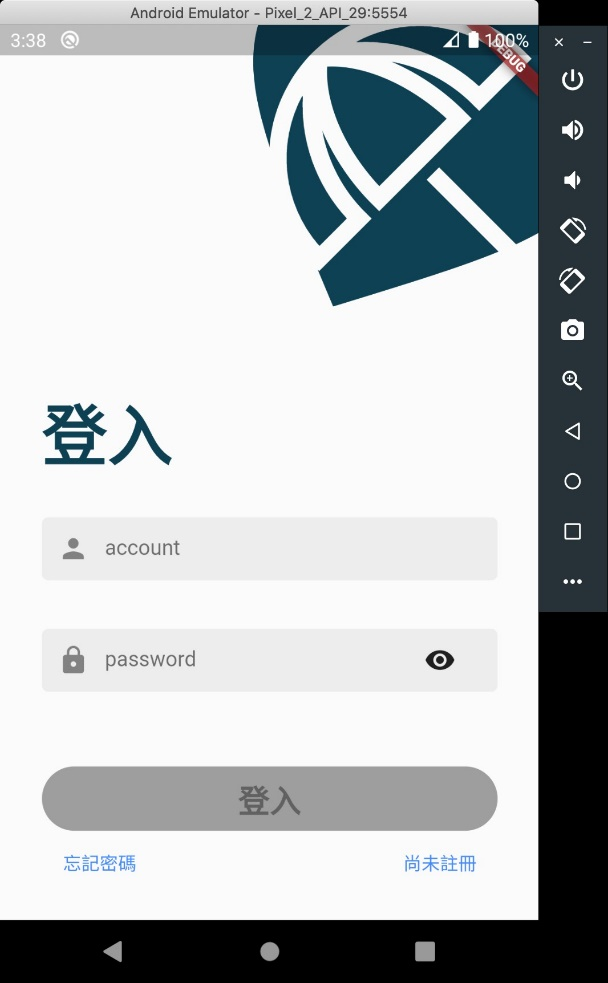 Android Emulator - Pixel_2_API_29:5554
3:38
100%
DEBUG
登入
account
password
登入
忘記密碼
尚未註冊